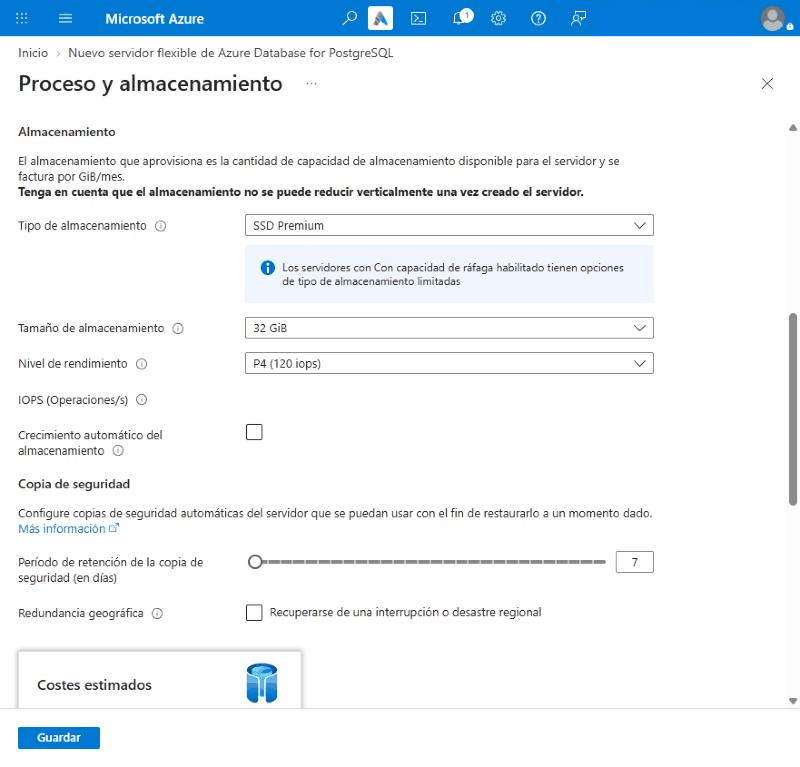 Microsoft Azure
1
Inicio > Nuevo servidor flexible de Azure Database for PostgreSQL
Proceso y almacenamiento ...
Almacenamiento
El almacenamiento que aprovisiona es la cantidad de capacidad de almacenamiento disponible para el servidor y se
factura por GiB/mes.
Tenga en cuenta que el almacenamiento no se puede reducir verticalmente una vez creado el servidor.
Tipo de almacenamiento
SSD Premium
Los servidores con Con capacidad de ráfaga habilitado tienen opciones
de tipo de almacenamiento limitadas
Tamaño de almacenamiento
32 GiB
Nivel de rendimiento
P4 (120 iops)
IOPS (Operaciones/s)
Crecimiento automático del
almacenamiento
Copia de seguridad
Configure copias de seguridad automáticas del servidor que se puedan usar con el fin de restaurarlo a un momento dado.
Más información
Período de retención de la copia de
seguridad (en días)
7
Redundancia geográfica
Recuperarse de una interrupción o desastre regional
Costes estimados
Guardar